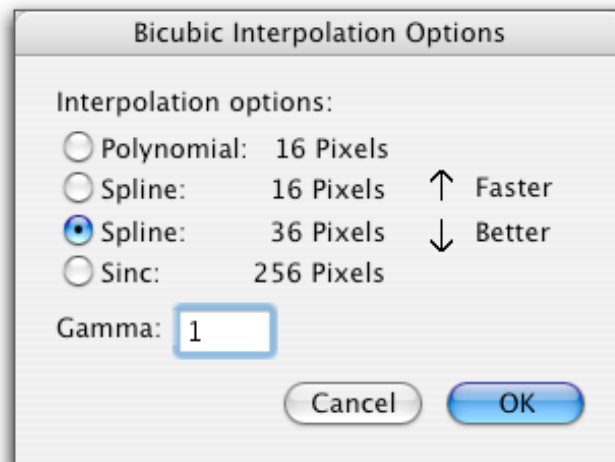 Bicubic Interpolation Options
Interpolation options:
Polynomial: 16 Pixels
Spline: 16 Pixels ↑ Faster
Spline: 36 Pixels ↓ Better
Sinc: 256 Pixels
Gamma: 1
Cancel OK